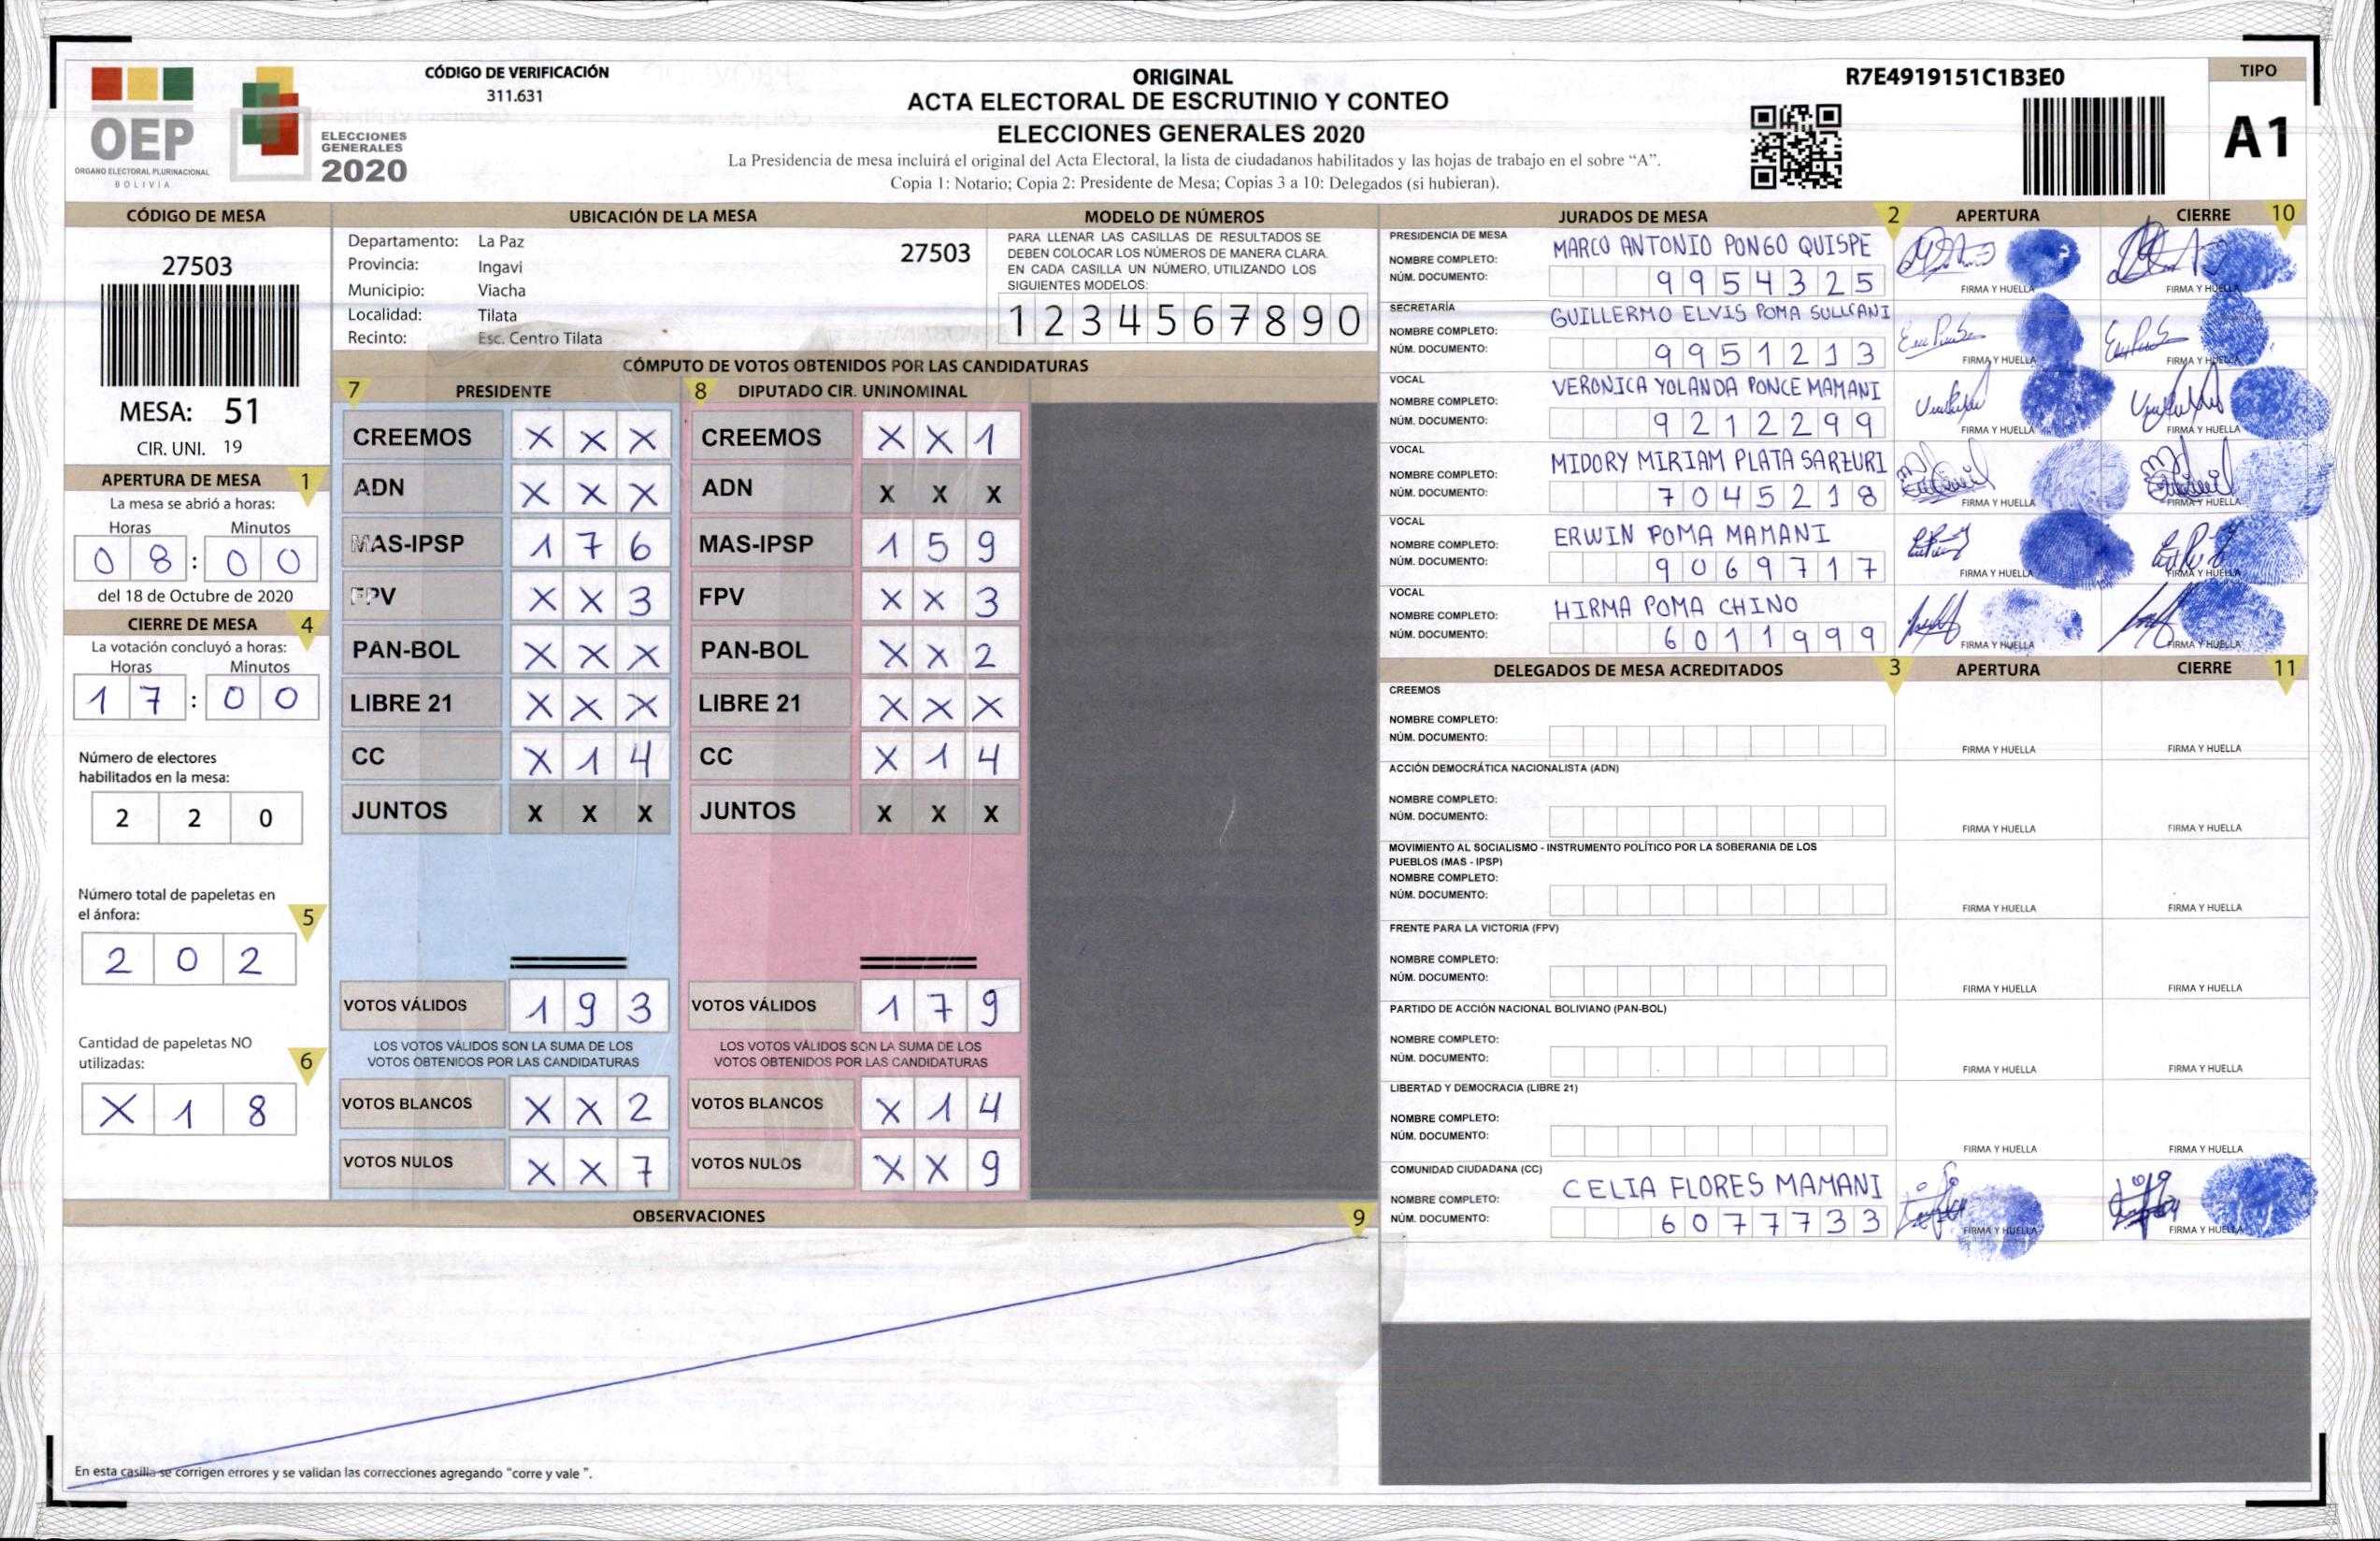 CÓDIGO DE VERIFICACIÓN
311.631
ORIGINAL
ACTA ELECTORAL DE ESCRUTINIO Y CONTEO
ELECCIONES GENERALES 2020
La Presidencia de mesa incluirá el original del Acta Electoral, la lista de ciudadanos habilitados y las hojas de trabajo en el sobre “A”.
Copia 1: Notario; Copia 2: Presidente de Mesa; Copias 3 a 10: Delegados (si hubieran).
R7E4919151C1B3E0
TIPO
A1
OEP
ÓRGANO ELECTORAL PLURINACIONAL
BOLIVIA
ELECCIONES
GENERALES
2020
CÓDIGO DE MESA
27503
MESA: 51
CIR. UNI. 19
APERTURA DE MESA 1
La mesa se abrió a horas:
Horas Minutos
0 8 : 0 0
del 18 de Octubre de 2020
CIERRE DE MESA 4
La votación concluyó a horas:
Horas Minutos
1 7 : 0 0
Número de electores
habilitados en la mesa:
2 2 0
Número total de papeletas en
el ánfora: 5
2 0 2
Cantidad de papeletas NO
utilizadas: 6
X 1 8
UBICACIÓN DE LA MESA
Departamento: La Paz 27503
Provincia: Ingavi
Municipio: Viacha
Localidad: Tilata
Recinto: Esc. Centro Tilata
MODELO DE NÚMEROS
PARA LLENAR LAS CASILLAS DE RESULTADOS SE
DEBEN COLOCAR LOS NÚMEROS DE MANERA CLARA.
EN CADA CASILLA UN NÚMERO, UTILIZANDO LOS
SIGUIENTES MODELOS:
1 2 3 4 5 6 7 8 9 0
CÓMPUTO DE VOTOS OBTENIDOS POR LAS CANDIDATURAS
7 PRESIDENTE 8 DIPUTADO CIR. UNINOMINAL
CREEMOS X X X CREEMOS X X 1
ADN X X X ADN X X X
MAS-IPSP 1 7 6 MAS-IPSP 1 5 9
FPV X X 3 FPV X X 3
PAN-BOL X X X PAN-BOL X X 2
LIBRE 21 X X X LIBRE 21 X X X
CC X 1 4 CC X 1 4
JUNTOS X X X JUNTOS X X X
VOTOS VÁLIDOS 1 9 3 VOTOS VÁLIDOS 1 7 9
LOS VOTOS VÁLIDOS SON LA SUMA DE LOS LOS VOTOS VÁLIDOS SON LA SUMA DE LOS
VOTOS OBTENIDOS POR LAS CANDIDATURAS VOTOS OBTENIDOS POR LAS CANDIDATURAS
VOTOS BLANCOS X X 2 VOTOS BLANCOS X 1 4
VOTOS NULOS X X 7 VOTOS NULOS X X 9
OBSERVACIONES 9
En esta casilla se corrigen errores y se validan las correcciones agregando "corre y vale ".
JURADOS DE MESA 2 APERTURA CIERRE 10
PRESIDENCIA DE MESA
NOMBRE COMPLETO: MARCO ANTONIO PONGO QUISPE
NÚM. DOCUMENTO: 9 9 5 4 3 2 5 FIRMA Y HUELLA FIRMA Y HUELLA
SECRETARÍA
NOMBRE COMPLETO: GUILLERMO ELVIS POMA SULLCANI
NÚM. DOCUMENTO: 9 9 5 1 2 1 3 FIRMA Y HUELLA FIRMA Y HUELLA
VOCAL
NOMBRE COMPLETO: VERONICA YOLANDA PONCE MAMANI
NÚM. DOCUMENTO: 9 2 1 2 2 9 9 FIRMA Y HUELLA FIRMA Y HUELLA
VOCAL
NOMBRE COMPLETO: MIDORY MIRIAM PLATA SARZURI
NÚM. DOCUMENTO: 7 0 4 5 2 1 8 FIRMA Y HUELLA FIRMA Y HUELLA
VOCAL
NOMBRE COMPLETO: ERWIN POMA MAMANI
NÚM. DOCUMENTO: 9 0 6 9 7 1 7 FIRMA Y HUELLA FIRMA Y HUELLA
VOCAL
NOMBRE COMPLETO: HIRMA POMA CHINO
NÚM. DOCUMENTO: 6 0 1 1 9 9 9 FIRMA Y HUELLA FIRMA Y HUELLA
DELEGADOS DE MESA ACREDITADOS 3 APERTURA CIERRE 11
CREEMOS
NOMBRE COMPLETO:
NÚM. DOCUMENTO: FIRMA Y HUELLA FIRMA Y HUELLA
ACCIÓN DEMOCRÁTICA NACIONALISTA (ADN)
NOMBRE COMPLETO:
NÚM. DOCUMENTO: FIRMA Y HUELLA FIRMA Y HUELLA
MOVIMIENTO AL SOCIALISMO - INSTRUMENTO POLÍTICO POR LA SOBERANIA DE LOS
PUEBLOS (MAS - IPSP)
NOMBRE COMPLETO:
NÚM. DOCUMENTO: FIRMA Y HUELLA FIRMA Y HUELLA
FRENTE PARA LA VICTORIA (FPV)
NOMBRE COMPLETO:
NÚM. DOCUMENTO: FIRMA Y HUELLA FIRMA Y HUELLA
PARTIDO DE ACCIÓN NACIONAL BOLIVIANO (PAN-BOL)
NOMBRE COMPLETO:
NÚM. DOCUMENTO: FIRMA Y HUELLA FIRMA Y HUELLA
LIBERTAD Y DEMOCRACIA (LIBRE 21)
NOMBRE COMPLETO:
NÚM. DOCUMENTO: FIRMA Y HUELLA FIRMA Y HUELLA
COMUNIDAD CIUDADANA (CC)
NOMBRE COMPLETO: CELIA FLORES MAMANI
NÚM. DOCUMENTO: 6 0 7 7 7 3 3 FIRMA Y HUELLA FIRMA Y HUELLA